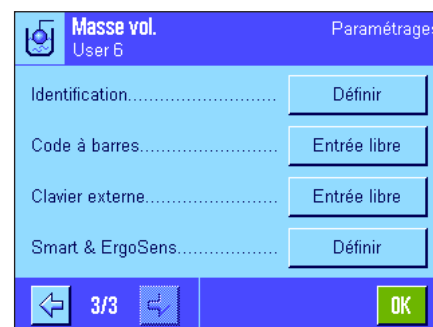 Masse vol. Paramétrages
User 6
Identification........................... Définir
Code à barres......................... Entrée libre
Clavier externe........................ Entrée libre
Smart & ErgoSens................... Définir
3/3 OK